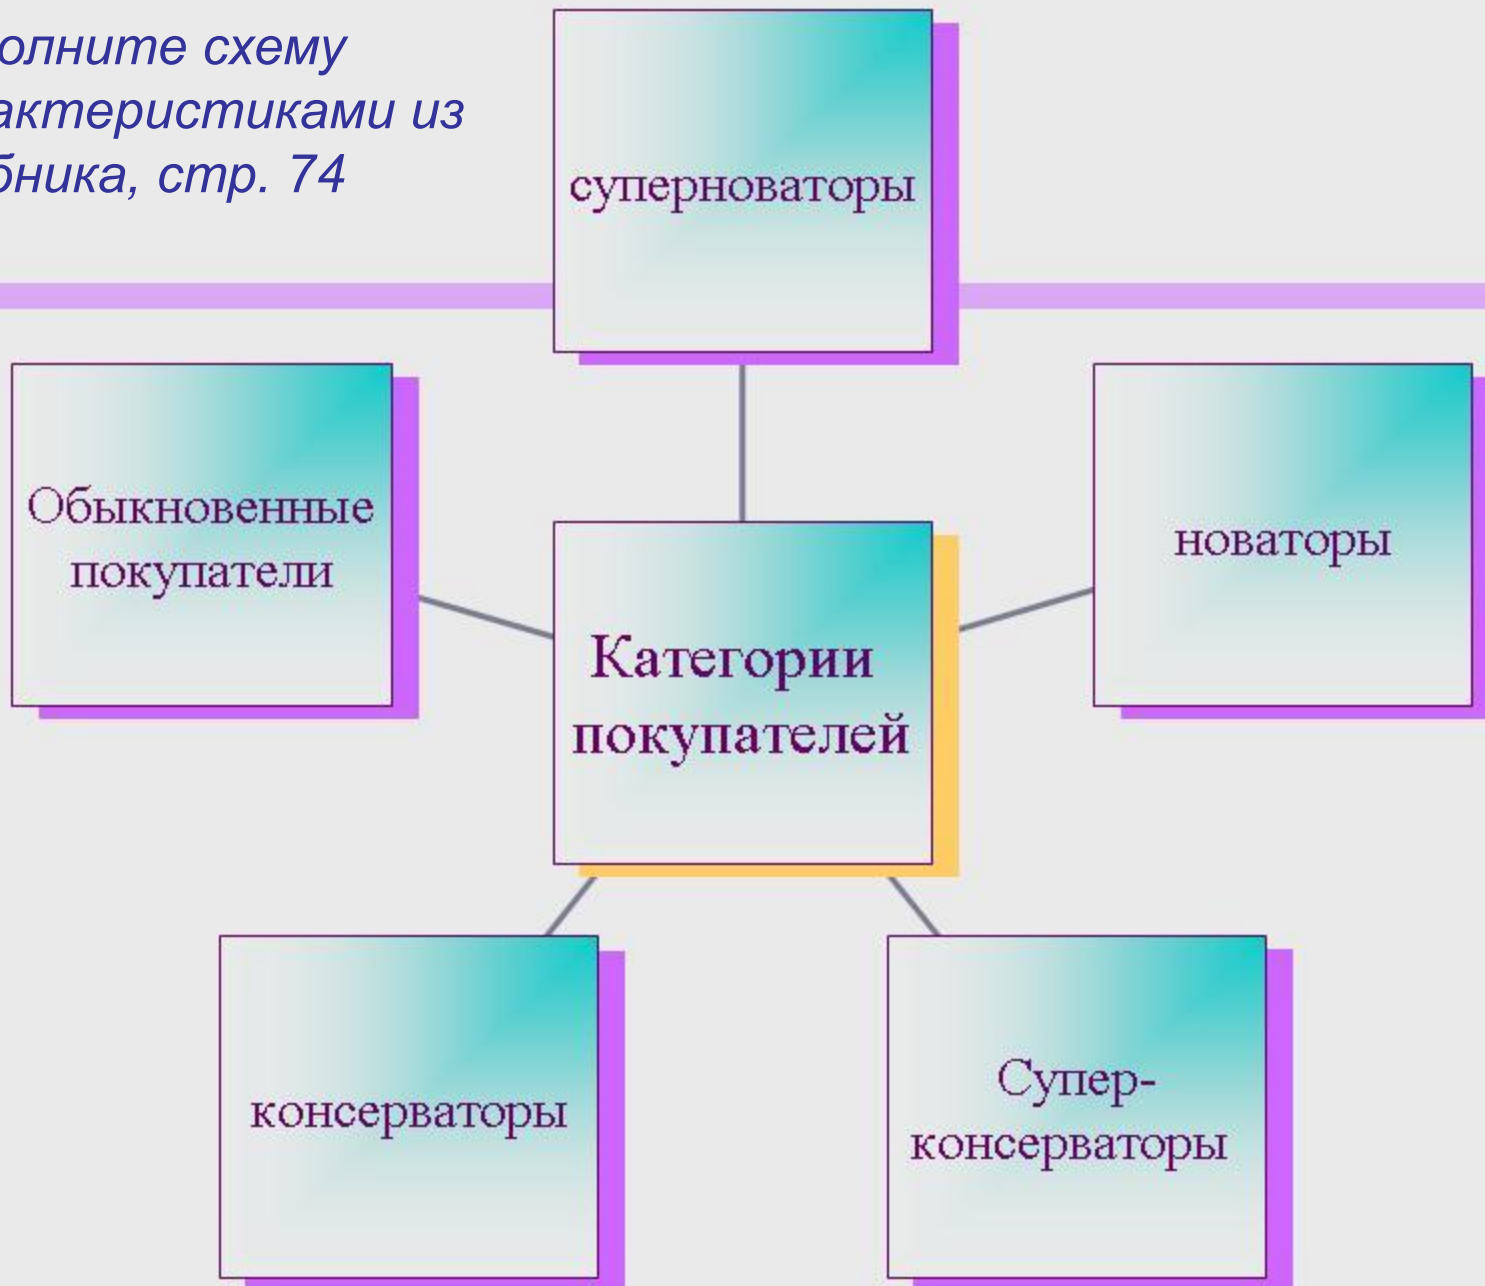 олните схему
актеристиками из
бника, стр. 74
суперноваторы
Обыкновенные
покупатели
новаторы
Категории
покупателей
консерваторы
Супер-
консерваторы